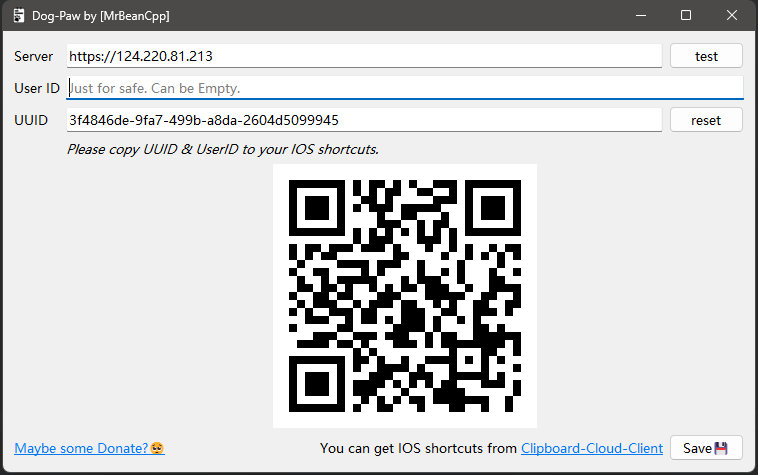 Dog-Paw by [MrBeanCpp]
Server https://124.220.81.213 test
User ID Just for safe. Can be Empty.
UUID 3f4846de-9fa7-499b-a8da-2604d5099945 reset
Please copy UUID & UserID to your IOS shortcuts.
Maybe some Donate?🥺 You can get IOS shortcuts from Clipboard-Cloud-Client Save💾